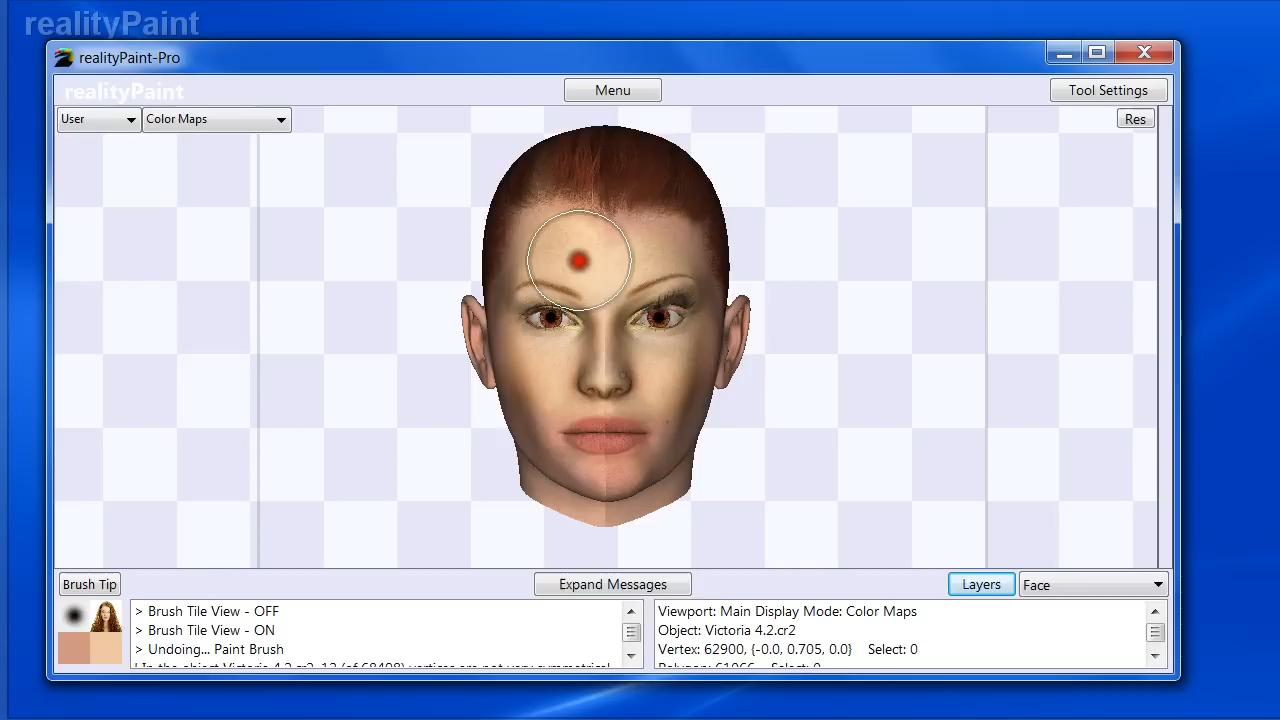 realityPaint
realityPaint-Pro
realityPaint
Menu
Tool Settings
User
Color Maps
Res
Brush Tip
Expand Messages
Layers
Face
> Brush Tile View - OFF
> Brush Tile View - ON
> Undoing... Paint Brush
Viewport: Main Display Mode: Color Maps
Object: Victoria 4.2.cr2
Vertex: 62900, {-0.0, 0.705, 0.0} Select: 0